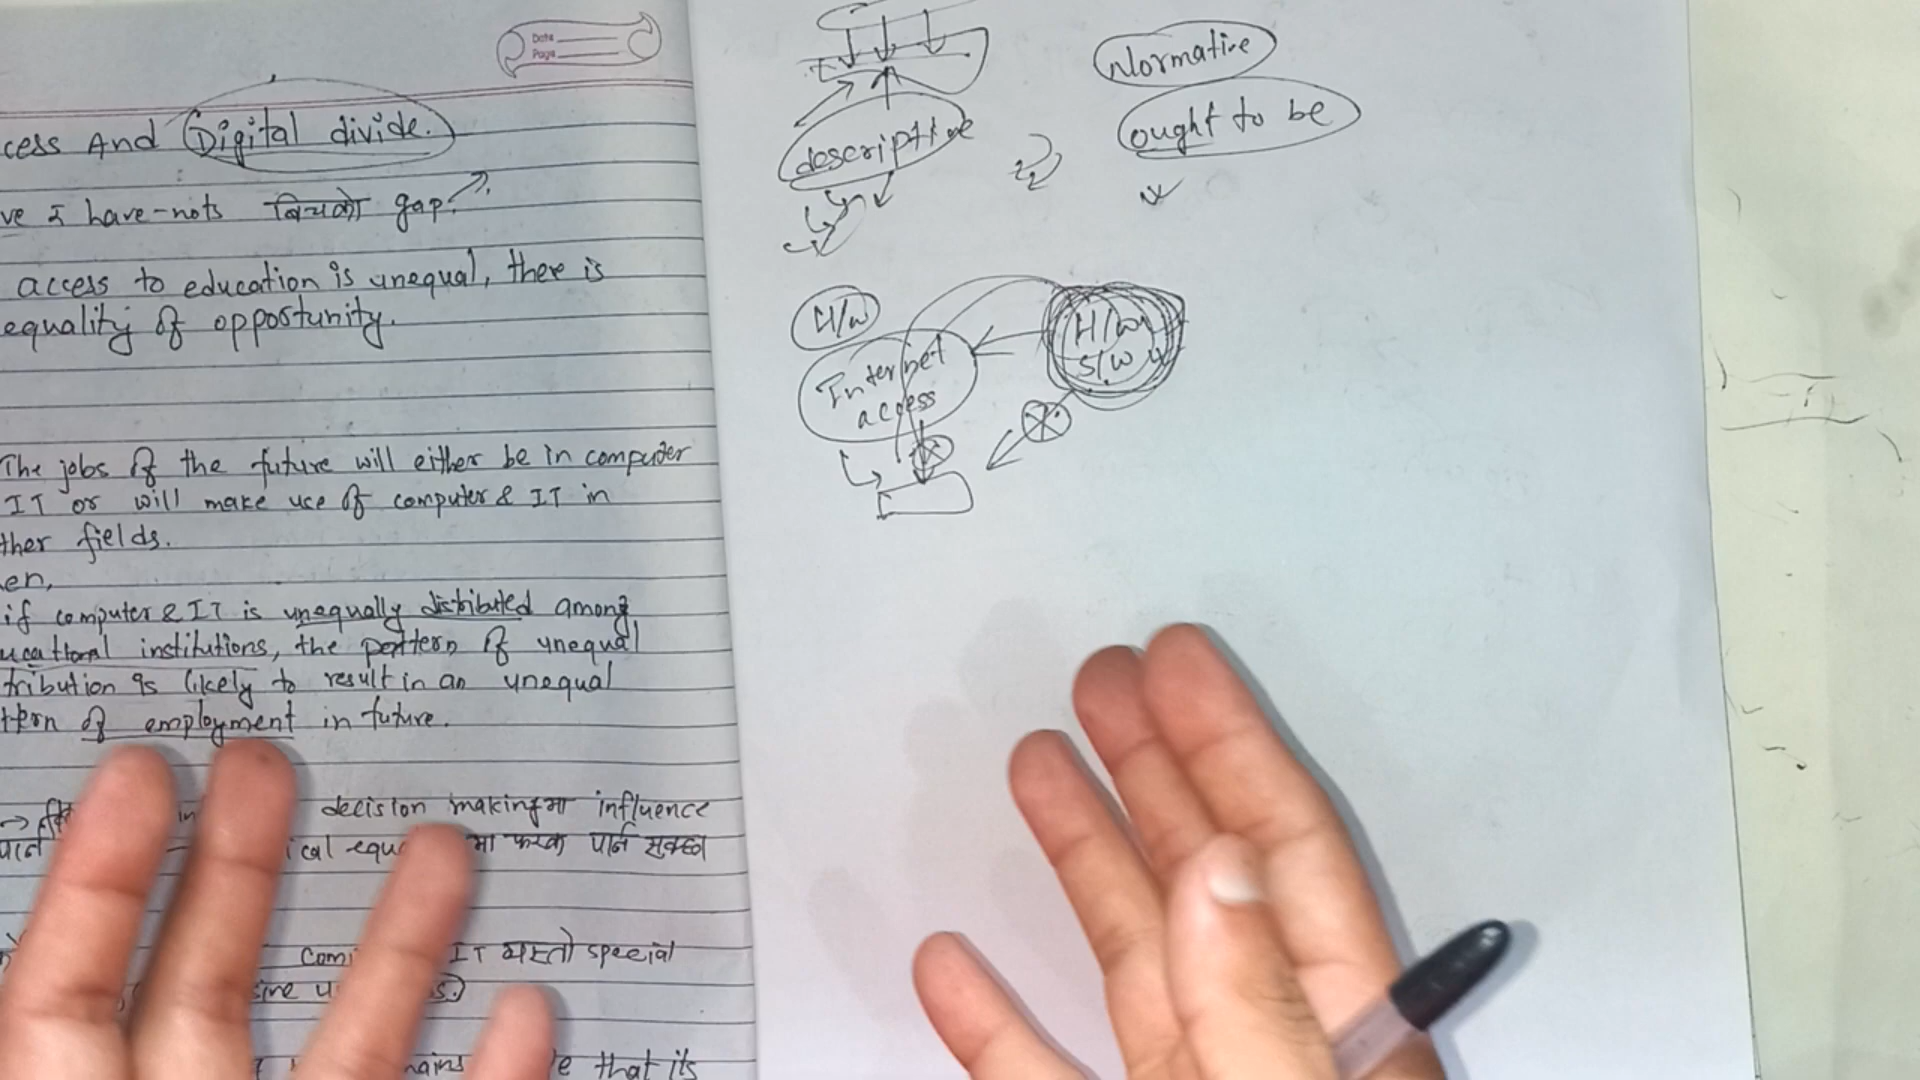 Date
Page
cess And Digital divide.
ve र have-nots बिचको gap.
access to education is unequal, there is
equality of oppostunity.
The jobs of the future will either be in computer
IT or will make use of computer & IT in
ther fields.
en,
if computer & IT is unequally distributed among
ucational institutions, the pattern of unequal
tribution is likely to result in an unequal
ttern of employment in future.
→ decision makingमा influence
ical equ मा फरक पार्न सक्छ
Com IT यस्तो special
that its
Normative
ought to be
descriptive
H/w
Internet
access
H/w
S/w